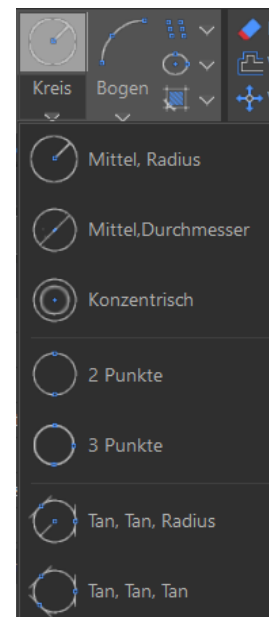 Kreis
Bogen
Mittel, Radius
Mittel,Durchmesser
Konzentrisch
2 Punkte
3 Punkte
Tan, Tan, Radius
Tan, Tan, Tan